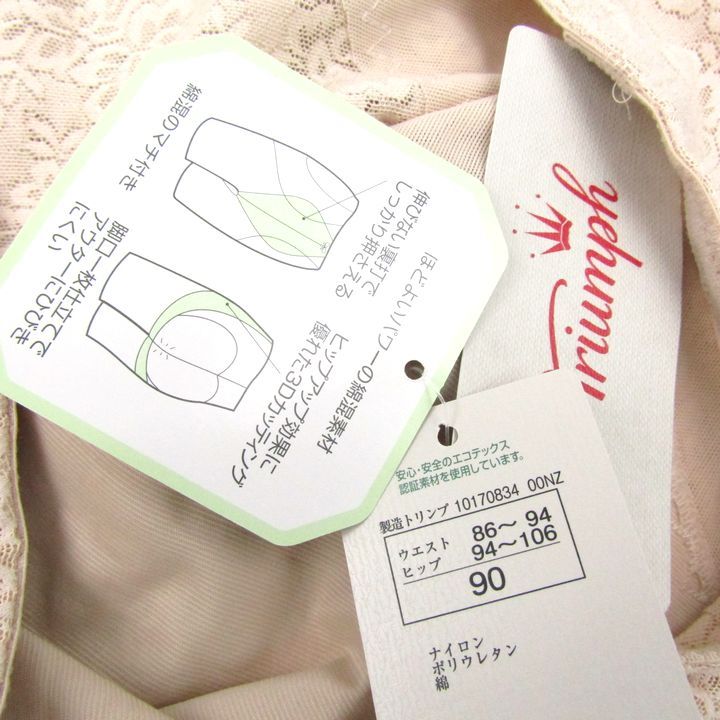 綿混のマチ付き
伸びない裏打で
しっかり押さえる
脚口一枚仕立てで
アウターにひびき
にくい
ほどよいパワーの綿混素材
ヒップアップ効果に
優れた3Dカッティング
安心・安全のエコテックス
認証素材を使用しています。
製造トリンプ 10170834 00NZ
ウエスト 86～ 94
ヒップ 94～106
90
ナイロン
ポリウレタン
綿